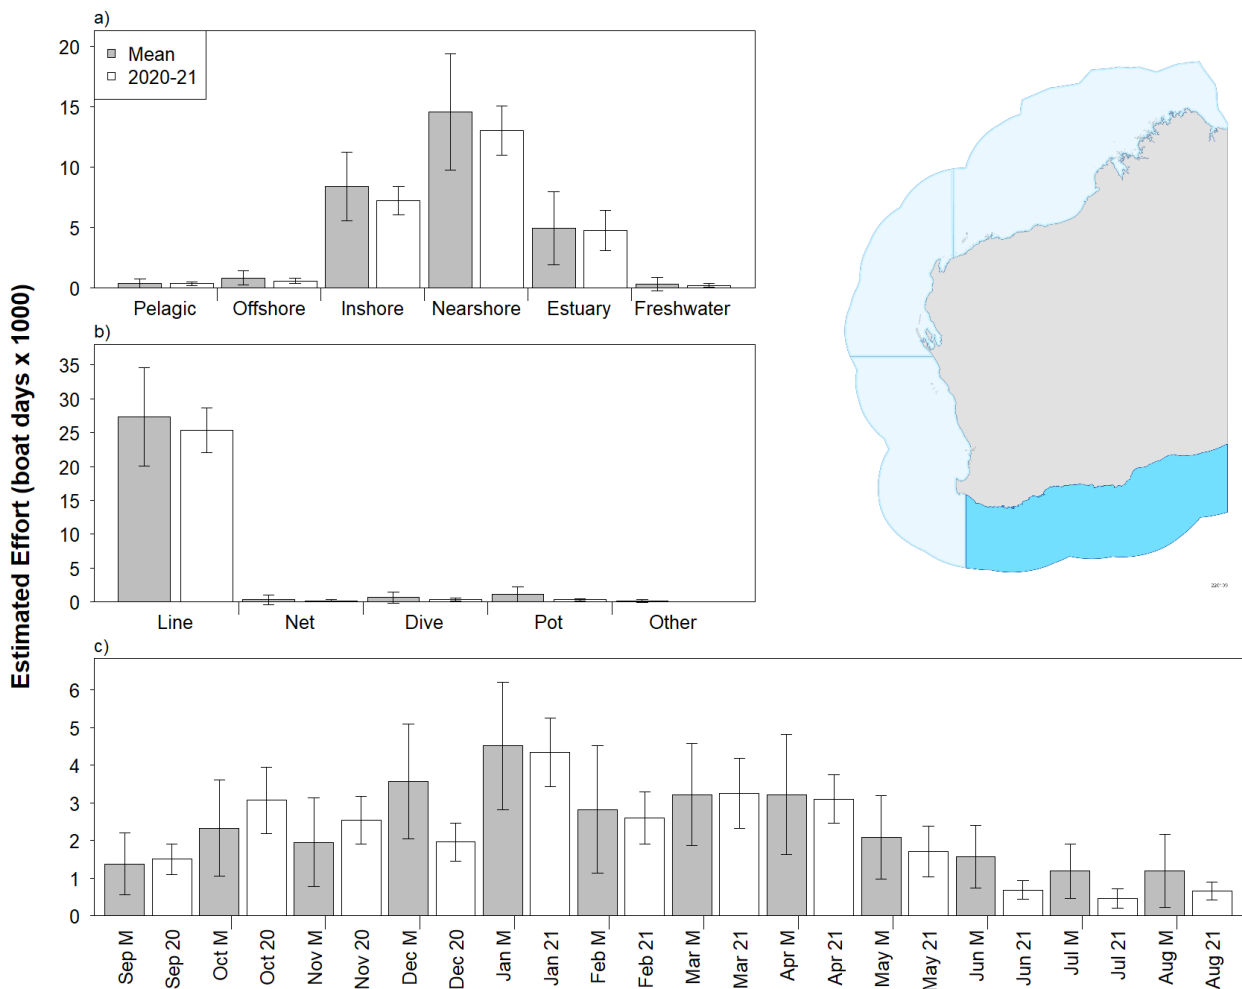 a)
Mean
2020-21
20
15
10
5
0
Pelagic Offshore Inshore Nearshore Estuary Freshwater
b)
35
30
25
20
15
10
5
0
Line Net Dive Pot Other
c)
6
5
4
3
2
1
0
Sep M Sep 20 Oct M Oct 20 Nov M Nov 20 Dec M Dec 20 Jan M Jan 21 Feb M Feb 21 Mar M Mar 21 Apr M Apr 21 May M May 21 Jun M Jun 21 Jul M Jul 21 Aug M Aug 21
Estimated Effort (boat days x 1000)